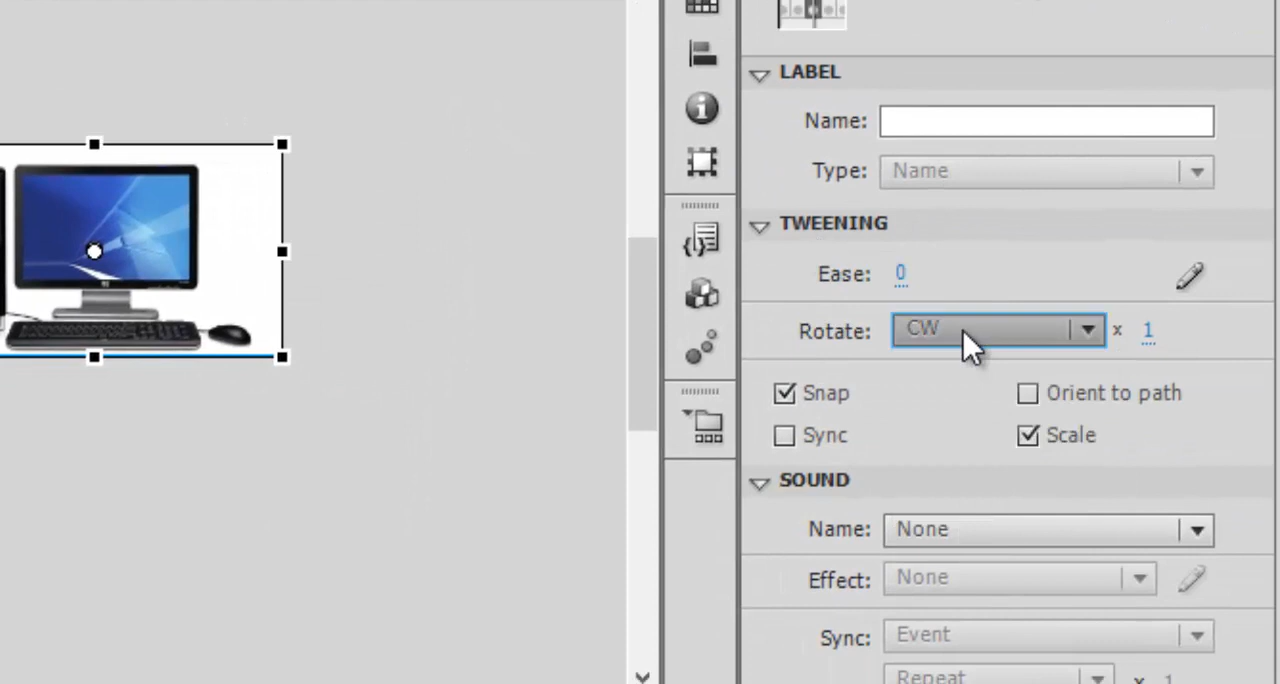 LABEL
Name:
Type: Name
TWEENING
Ease: 0
Rotate: CW x 1
Snap Orient to path
Sync Scale
SOUND
Name: None
Effect: None
Sync: Event
Repeat x 1